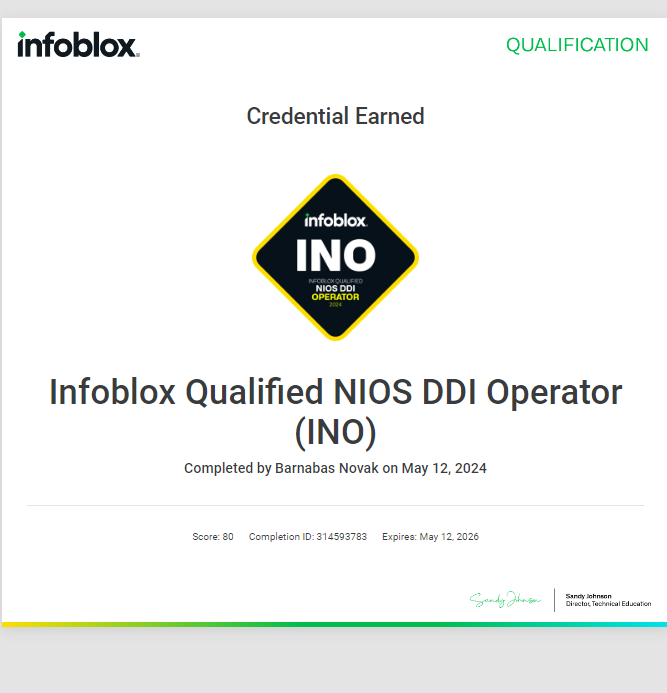 infoblox.
QUALIFICATION
Credential Earned
infoblox.
INO
INFOBLOX QUALIFIED
NIOS DDI
OPERATOR
2024
Infoblox Qualified NIOS DDI Operator
(INO)
Completed by Barnabas Novak on May 12, 2024
Score: 80 Completion ID: 314593783 Expires: May 12, 2026
Sandy Johnson
Sandy Johnson
Director, Technical Education